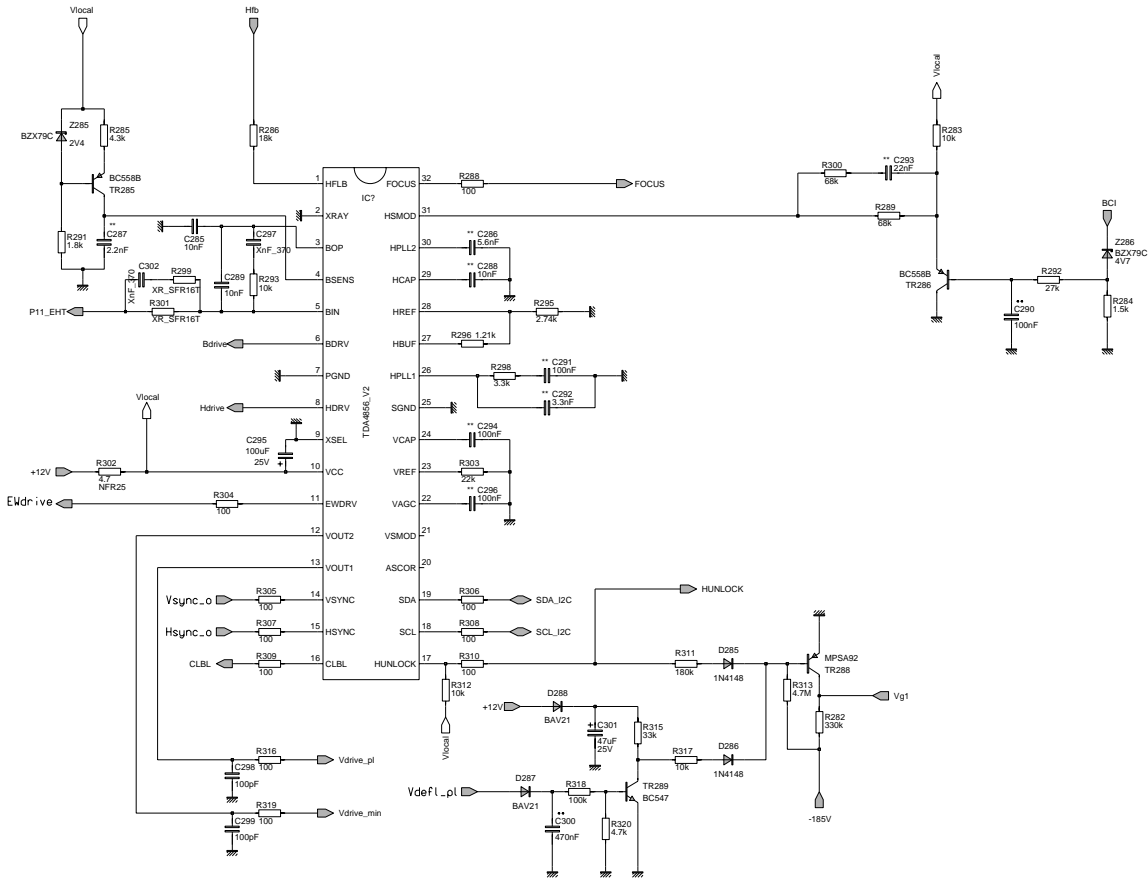 Vlocal
Hfb
Z285
BZX79C
2V4
R285
4.3k
R286
18k
BC558B
TR285
R291
1.8k
**
C287
2.2nF
C285
10nF
C297
XnF_370
C302
XnF_370
R299
XR_SFR16T
R301
XR_SFR16T
C289
10nF
R293
10k
P11_EHT
Bdrive
Hdrive
Vlocal
C295
100uF
25V
+
+12V
R302
4.7
NFR25
EWdrive
R304
100
Vsync_o
R305
100
Hsync_o
R307
100
CLBL
R309
100
IC?
TDA4856_V2
1 HFLB
2 XRAY
3 BOP
4 BSENS
5 BIN
6 BDRV
7 PGND
8 HDRV
9 XSEL
10 VCC
11 EWDRV
12 VOUT2
13 VOUT1
14 VSYNC
15 HSYNC
16 CLBL
FOCUS 32
HSMOD 31
HPLL2 30
HCAP 29
HREF 28
HBUF 27
HPLL1 26
SGND 25
VCAP 24
VREF 23
VAGC 22
VSMOD 21
ASCOR 20
SDA 19
SCL 18
HUNLOCK 17
R288
100
FOCUS
** C286
5.6nF
** C288
10nF
R295
2.74k
R296 1.21k
R298
3.3k
** C291
100nF
** C292
3.3nF
** C294
100nF
R303
22k
** C296
100nF
R306
100
SDA_I2C
R308
100
SCL_I2C
R310
100
HUNLOCK
R312
10k
Vlocal
Vlocal
R283
10k
R300
68k
** C293
22nF
R289
68k
BC558B
TR286
BCI
Z286
BZX79C
4V7
R292
27k
R284
1.5k
**
C290
100nF
R311
180k
D285
1N4148
MPSA92
TR288
R313
4.7M
Vg1
R282
330k
-185V
+12V
D288
BAV21
+
C301
47uF
25V
R315
33k
R317
10k
D286
1N4148
Vdefl_pl
D287
BAV21
R318
100k
TR289
BC547
**
C300
470nF
R320
4.7k
R316
100
Vdrive_pl
C298
100pF
R319
100
Vdrive_min
C299
100pF